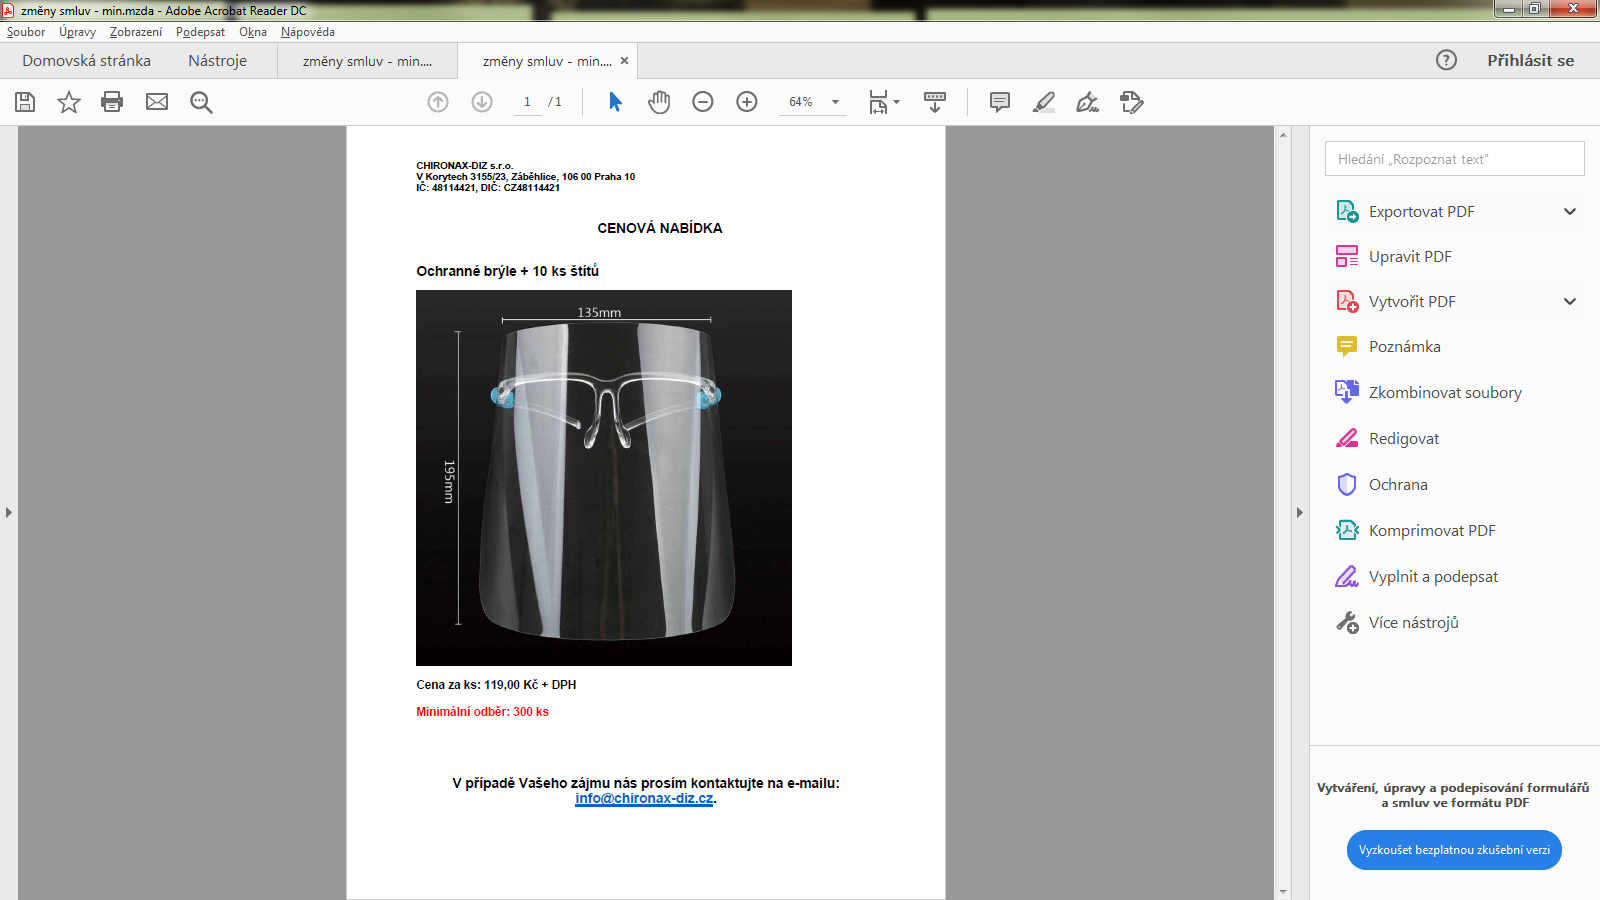 změny smluv - min.mzda - Adobe Acrobat Reader DC
Soubor Úpravy Zobrazení Podepsat Okna Nápověda
Domovská stránka Nástroje změny smluv - min.... změny smluv - min.... × ? Přihlásit se
1 / 1 64%
CHIRONAX-DIZ s.r.o.
V Korytech 3155/23, Záběhlice, 106 00 Praha 10
IČ: 48114421, DIČ: CZ48114421
CENOVÁ NABÍDKA
Ochranné brýle + 10 ks štítů
135mm
195mm
Cena za ks: 119,00 Kč + DPH
Minimální odběr: 300 ks
V případě Vašeho zájmu nás prosím kontaktujte na e-mailu:
info@chironax-diz.cz.
Hledání „Rozpoznat text“
Exportovat PDF
Upravit PDF
Vytvořit PDF
Poznámka
Zkombinovat soubory
Redigovat
Ochrana
Komprimovat PDF
Vyplnit a podepsat
Více nástrojů
Vytváření, úpravy a podepisování formulářů
a smluv ve formátu PDF
Vyzkoušet bezplatnou zkušební verzi